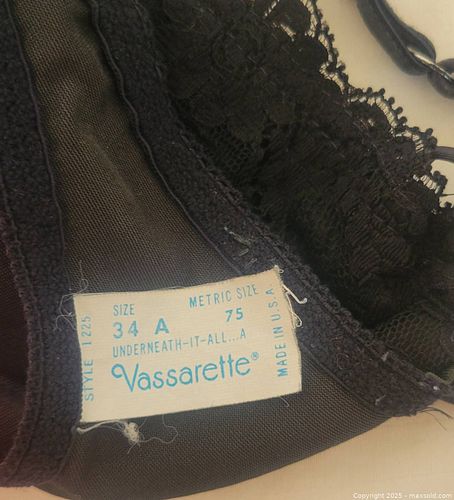 STYLE 1225
SIZE
34 A
METRIC SIZE
75
UNDERNEATH-IT-ALL...A
Vassarette®
MADE IN U.S.A.
Copyright 2025 - maxsold.com